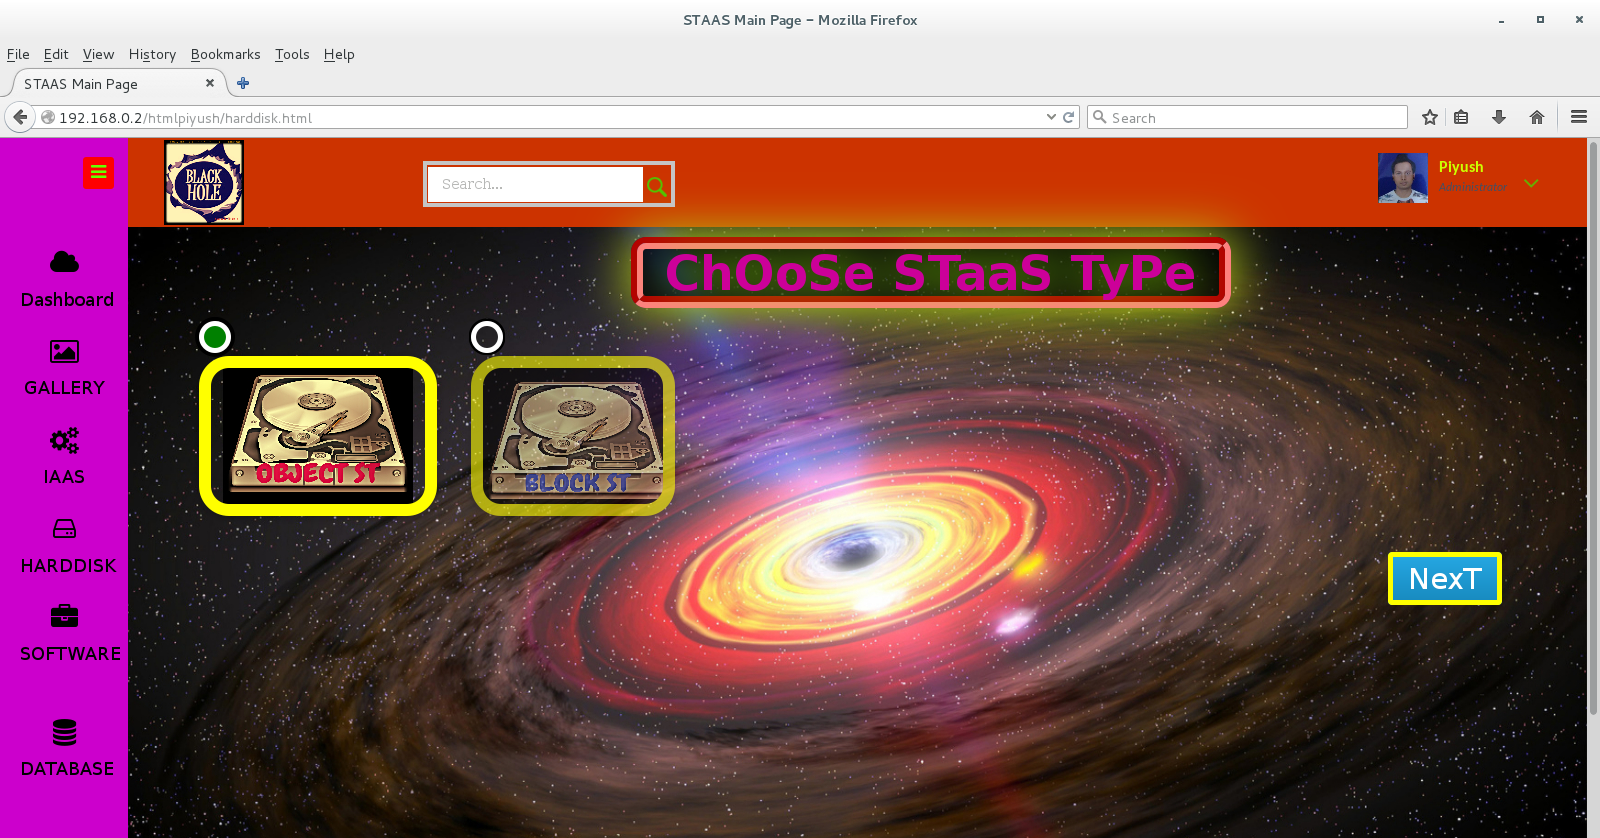 STAAS Main Page - Mozilla Firefox
File Edit View History Bookmarks Tools Help
STAAS Main Page
192.168.0.2/htmlpiyush/harddisk.html
Search
BLACK
HOLE
Search...
Piyush
Administrator
ChOoSe STaaS TyPe
Dashboard
GALLERY
IAAS
HARDDISK
SOFTWARE
DATABASE
OBJECT ST
BLOCK ST
NexT